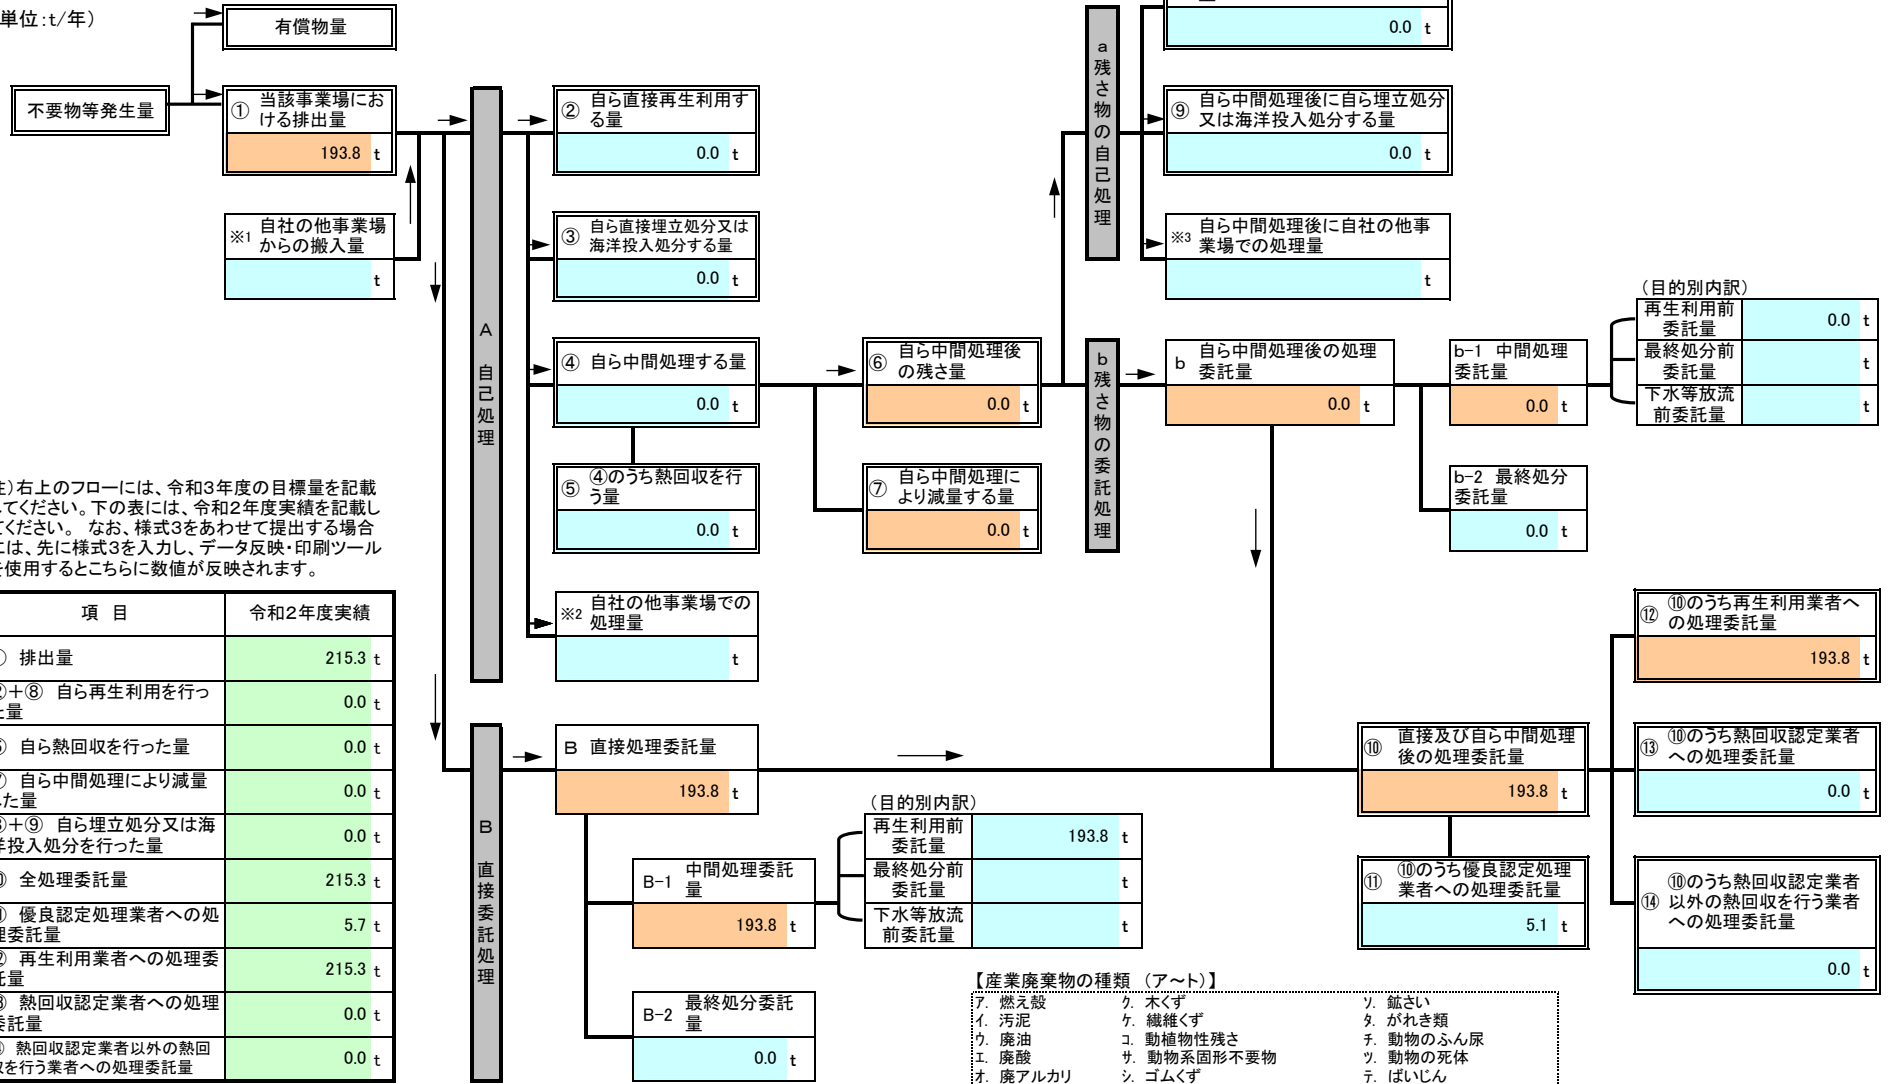 単位:t/年)
有償物量
不要物等発生量
① 当該事業場にお
ける排出量
193.8 t
※1 自社の他事業場
からの搬入量
t
A 自己処理
② 自ら直接再生利用す
る量
0.0 t
③ 自ら直接埋立処分又は
海洋投入処分する量
0.0 t
④ 自ら中間処理する量
0.0 t
⑤ ④のうち熱回収を行
う量
0.0 t
※2 自社の他事業場での
処理量
t
⑥ 自ら中間処理後
の残さ量
0.0 t
⑦ 自ら中間処理に
より減量する量
0.0 t
a 残さ物の自己処理
0.0 t
⑨ 自ら中間処理後に自ら埋立処分
又は海洋投入処分する量
0.0 t
※3 自ら中間処理後に自社の他事
業場での処理量
t
b 残さ物の委託処理
b 自ら中間処理後の処理
委託量
0.0 t
b-1 中間処理
委託量
0.0 t
(目的別内訳)
再生利用前
委託量
0.0 t
最終処分前
委託量
t
下水等放流
前委託量
t
b-2 最終処分
委託量
0.0 t
)右上のフローには、令和3年度の目標量を記載
てください。下の表には、令和2年度実績を記載し
ください。 なお、様式3をあわせて提出する場合
は、先に様式3を入力し、データ反映・印刷ツール
使用するとこちらに数値が反映されます。
項 目 令和2年度実績
排出量 215.3 t
+⑧ 自ら再生利用を行っ
量 0.0 t
自ら熱回収を行った量 0.0 t
自ら中間処理により減量
た量 0.0 t
+⑨ 自ら埋立処分又は海
投入処分を行った量 0.0 t
全処理委託量 215.3 t
優良認定処理業者への処
委託量 5.7 t
再生利用業者への処理委
量 215.3 t
熱回収認定業者への処理
託量 0.0 t
熱回収認定業者以外の熱回
を行う業者への処理委託量 0.0 t
B 直接委託処理
B 直接処理委託量
193.8 t
B-1 中間処理委託
量
193.8 t
(目的別内訳)
再生利用前
委託量
193.8 t
最終処分前
委託量
t
下水等放流
前委託量
t
B-2 最終処分委託
量
0.0 t
⑩ 直接及び自ら中間処理
後の処理委託量
193.8 t
⑪ ⑩のうち優良認定処理
業者への処理委託量
5.1 t
⑫ ⑩のうち再生利用業者へ
の処理委託量
193.8 t
⑬ ⑩のうち熱回収認定業者
への処理委託量
0.0 t
⑭ ⑩のうち熱回収認定業者
以外の熱回収を行う業者
への処理委託量
0.0 t
【産業廃棄物の種類 (ア～ト)】
ア. 燃え殻 ク. 木くず ソ. 鉱さい
イ. 汚泥 ケ. 繊維くず タ. がれき類
ウ. 廃油 コ. 動植物性残さ チ. 動物のふん尿
エ. 廃酸 サ. 動物系固形不要物 ツ. 動物の死体
オ. 廃アルカリ シ. ゴムくず テ. ばいじん